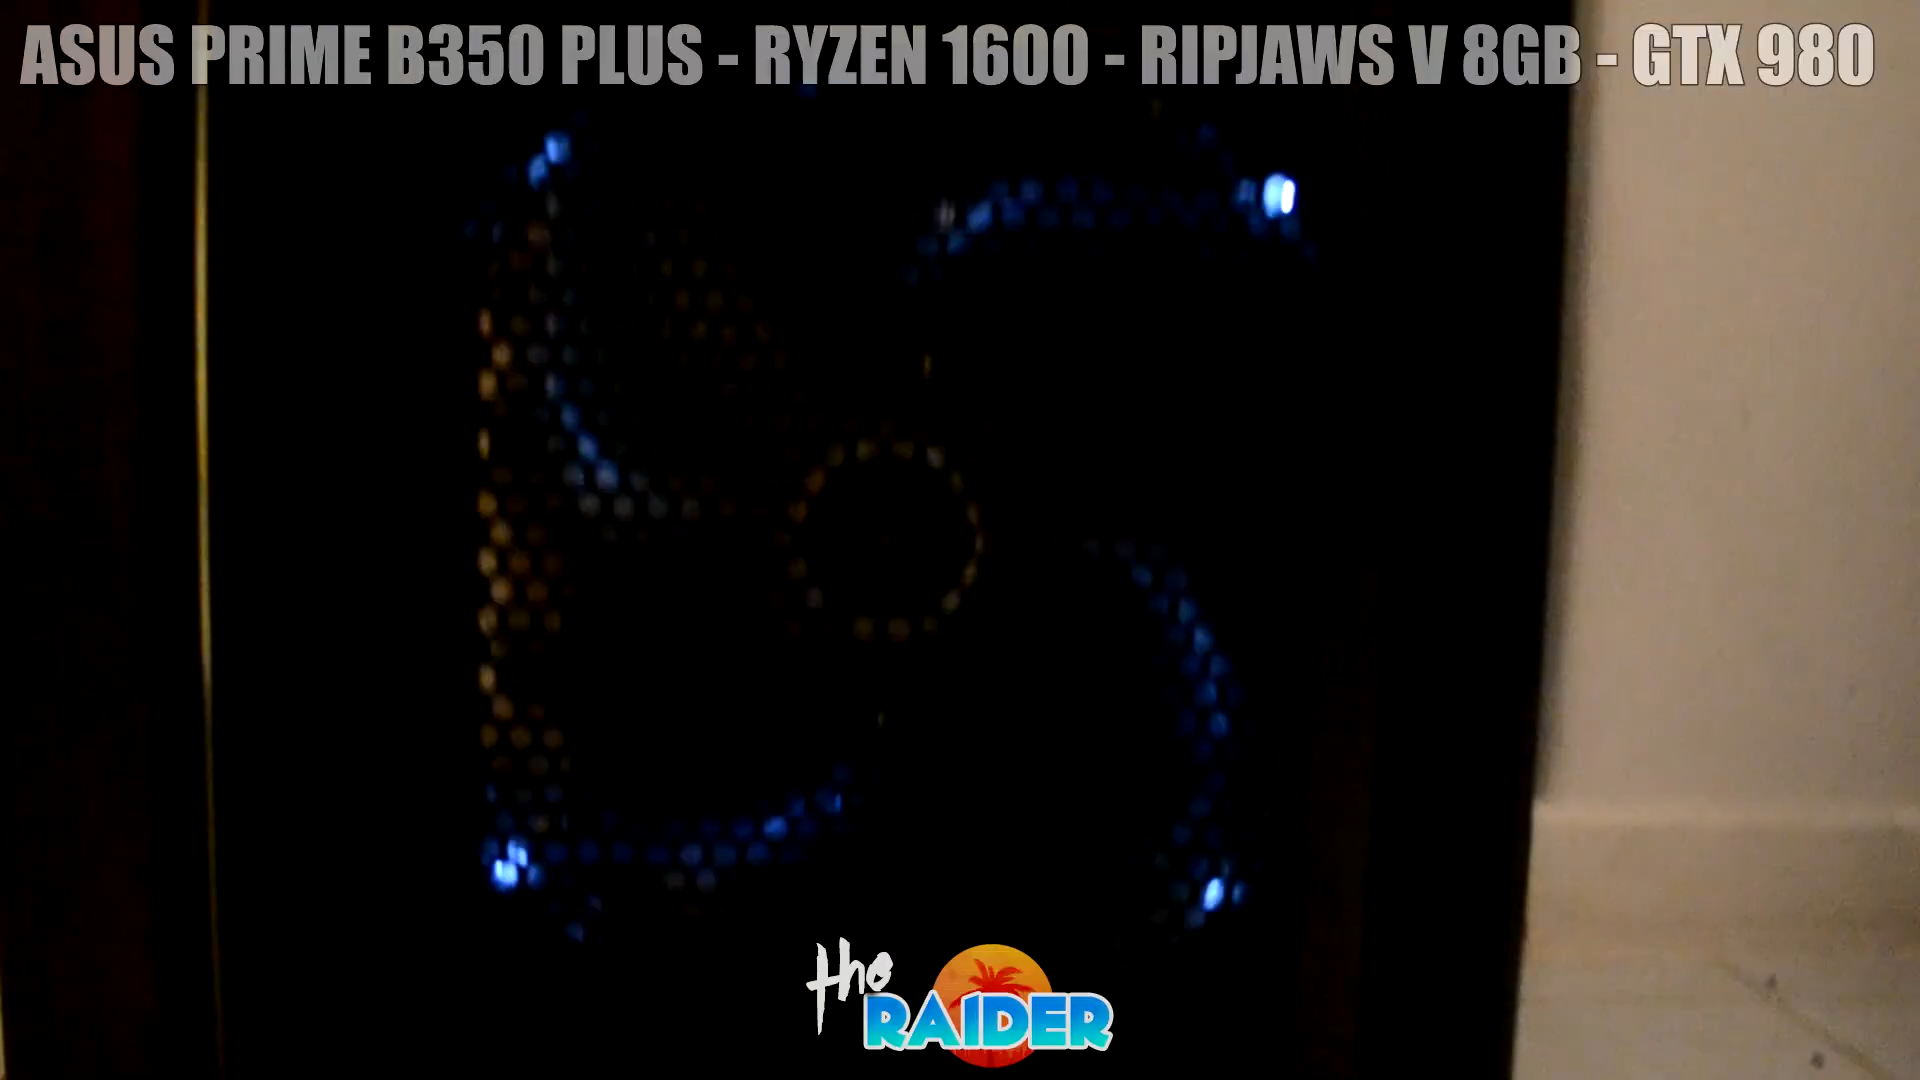 ASUS PRIME B350 PLUS - RYZEN 1600 - RIPJAWS V 8GB - GTX 980
the
RAIDER